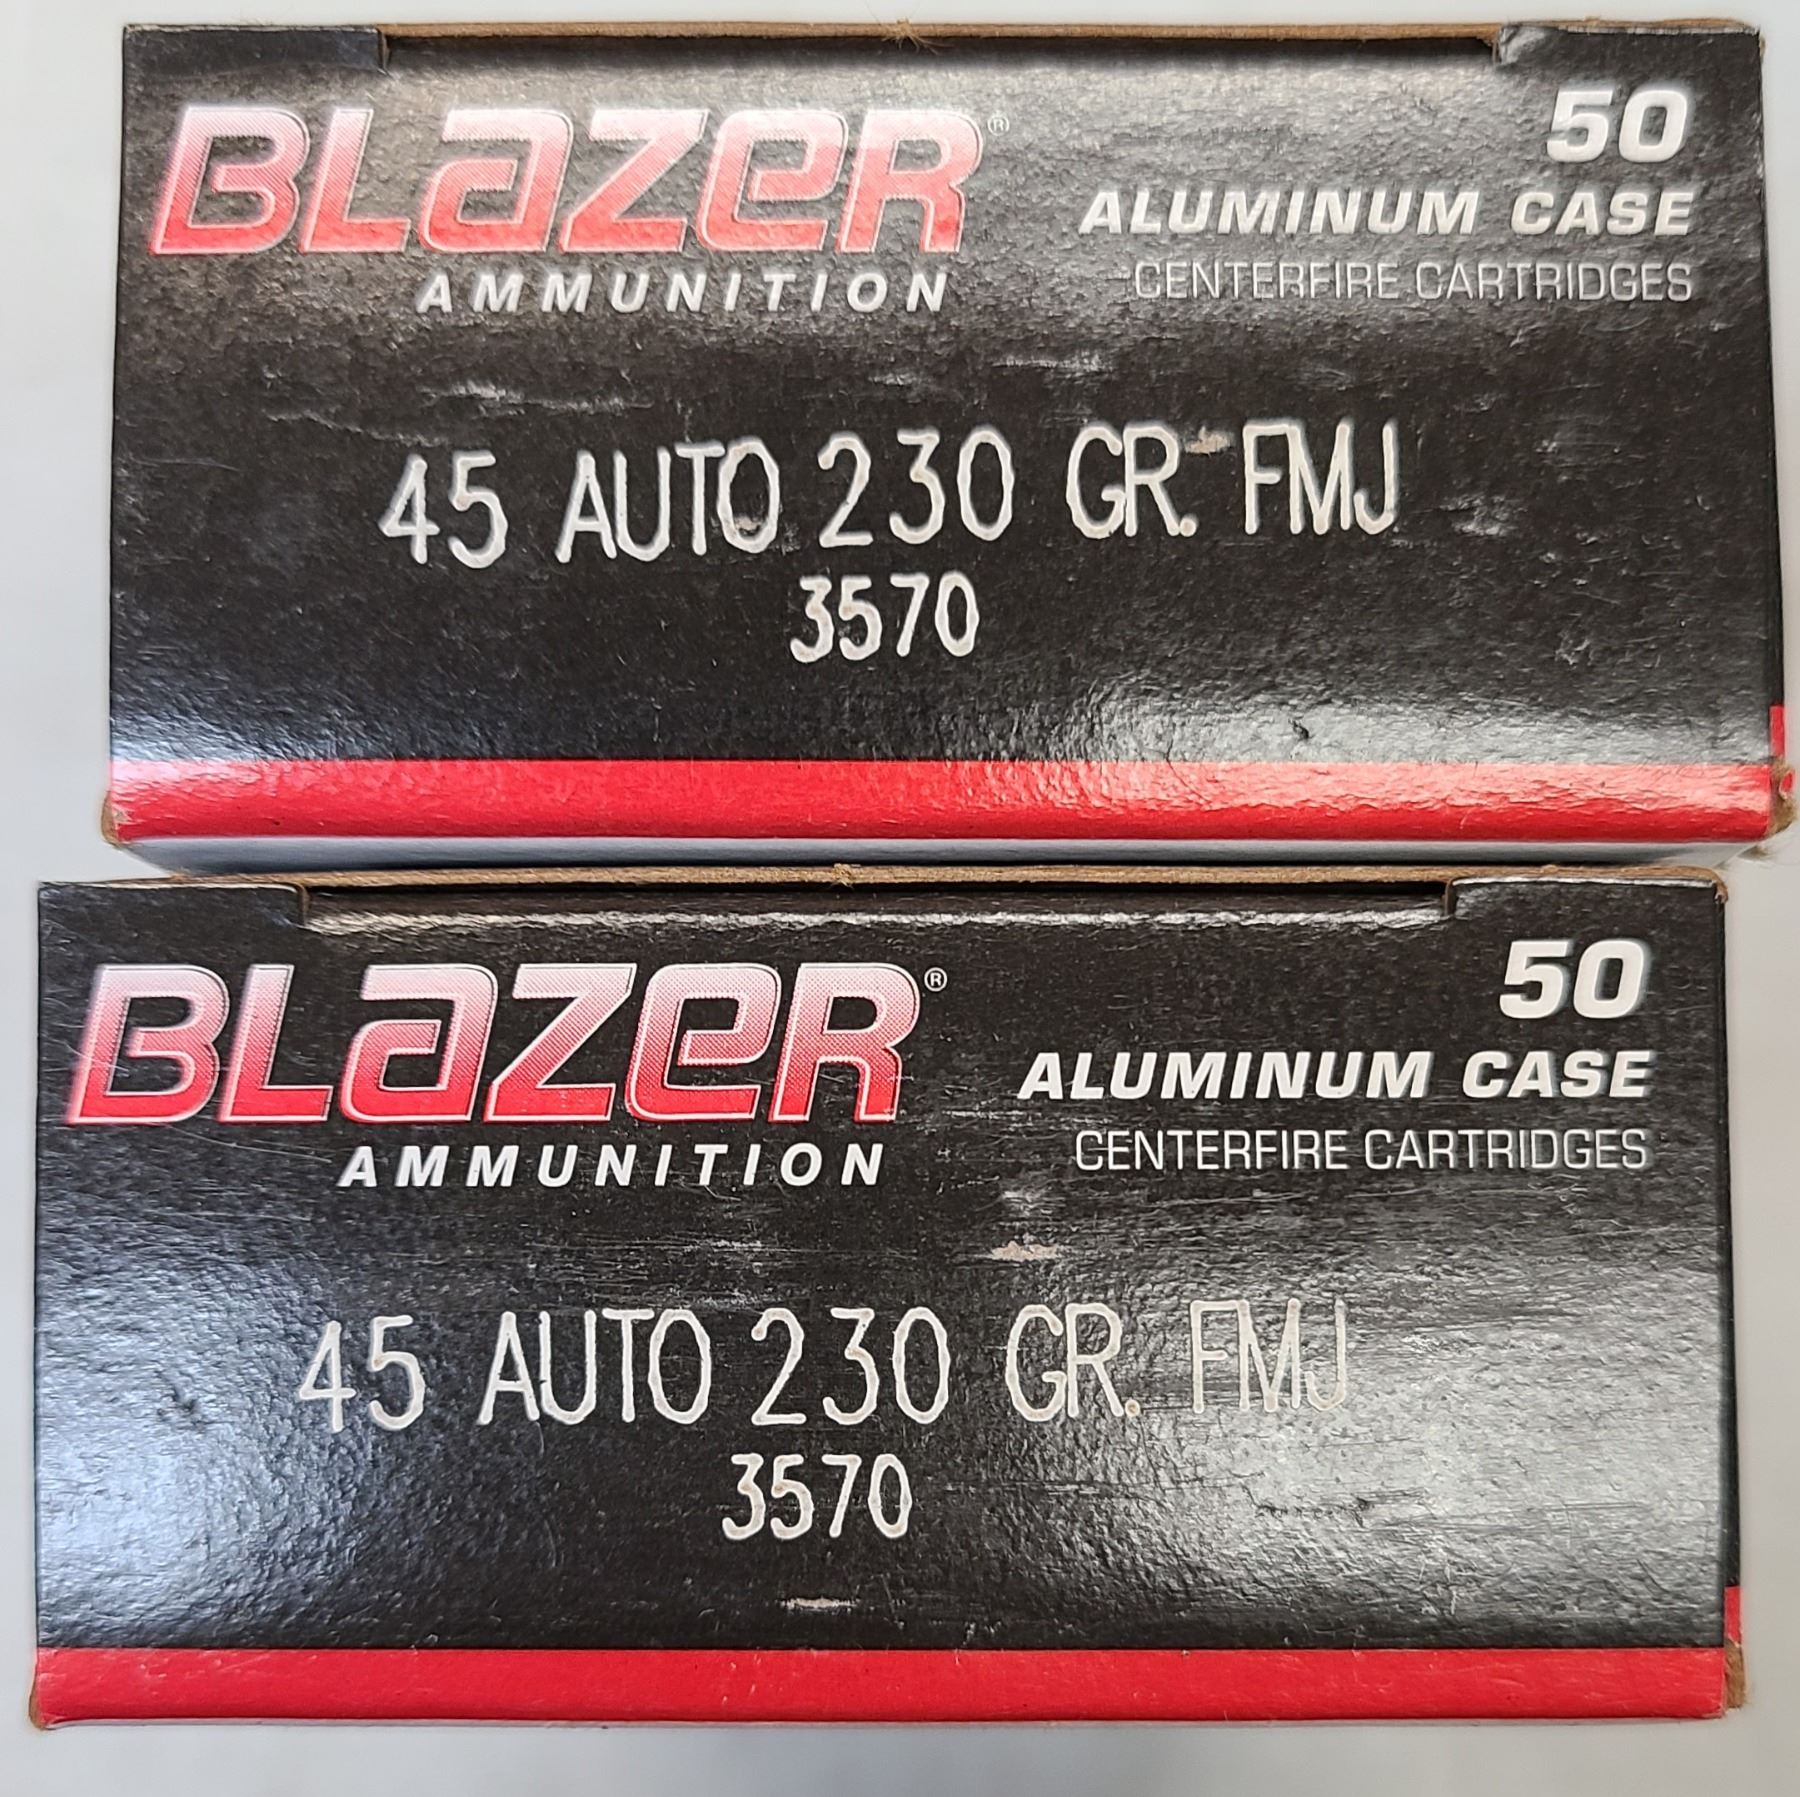 BLazeR®
AMMUNITION
50
ALUMINUM CASE
CENTERFIRE CARTRIDGES
45 AUTO 230 GR. FMJ
3570
BLazeR®
AMMUNITION
50
ALUMINUM CASE
CENTERFIRE CARTRIDGES
45 AUTO 230 GR. FMJ
3570